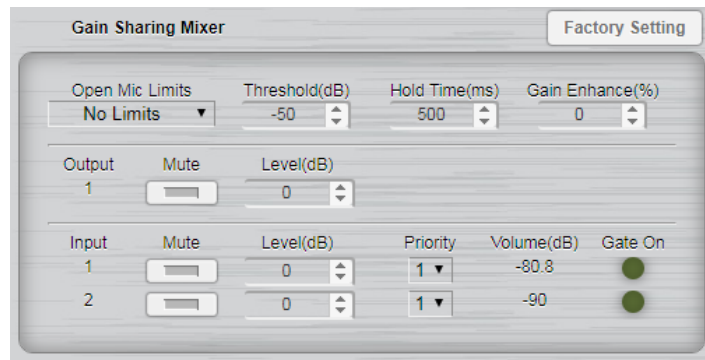 Gain Sharing Mixer Factory Setting
Open Mic Limits Threshold(dB) Hold Time(ms) Gain Enhance(%)
No Limits ▼ -50 500 0
Output Mute Level(dB)
1 0
Input Mute Level(dB) Priority Volume(dB) Gate On
1 0 1 ▼ -80.8
2 0 1 ▼ -90